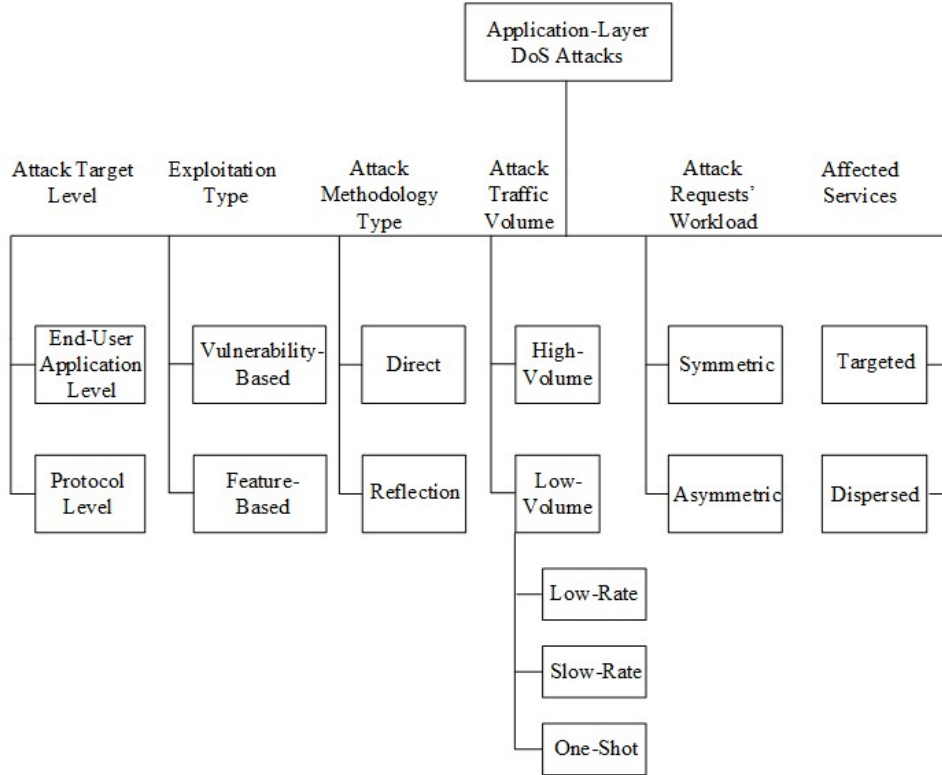 Application-Layer
DoS Attacks
Attack Target
Level
Exploitation
Type
Attack
Methodology
Type
Attack
Traffic
Volume
Attack
Requests’
Workload
Affected
Services
End-User
Application
Level
Vulnerability-
Based
Direct
High-
Volume
Symmetric
Targeted
Protocol
Level
Feature-
Based
Reflection
Low-
Volume
Asymmetric
Dispersed
Low-Rate
Slow-Rate
One-Shot